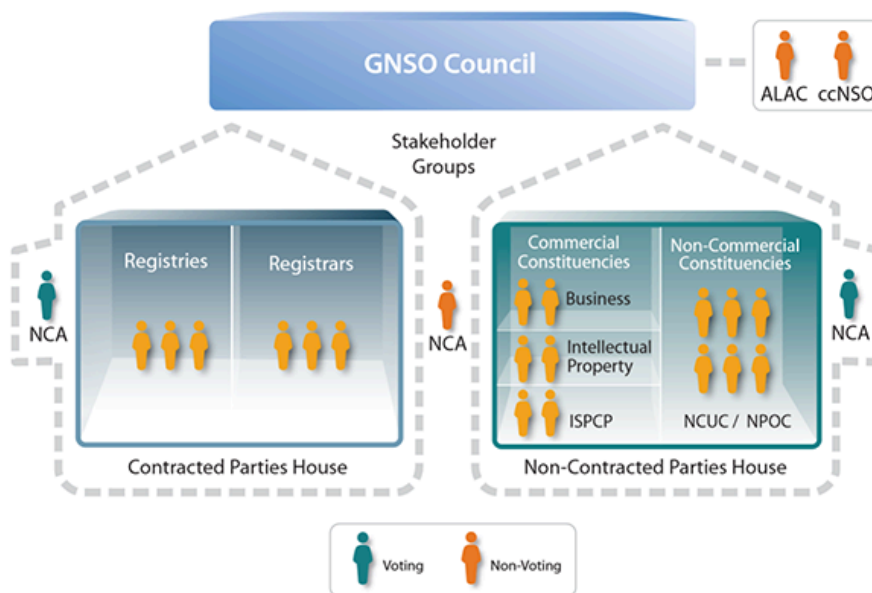 GNSO Council
ALAC ccNSO
Stakeholder
Groups
Registries
Registrars
Commercial
Constituencies
Non-Commercial
Constituencies
Business
Intellectual
Property
ISPCP
NCUC / NPOC
NCA
NCA
NCA
Contracted Parties House
Non-Contracted Parties House
Voting
Non-Voting